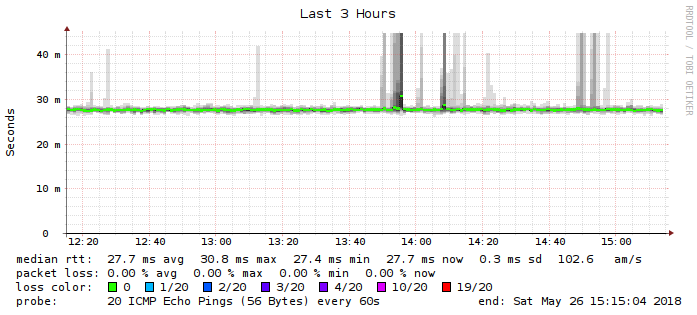 Last 3 Hours
RRDTOOL / TOBI OETIKER
Seconds
40 m
30 m
20 m
10 m
0
12:20 12:40 13:00 13:20 13:40 14:00 14:20 14:40 15:00
median rtt: 27.7 ms avg 30.8 ms max 27.4 ms min 27.7 ms now 0.3 ms sd 102.6 am/s
packet loss: 0.00 % avg 0.00 % max 0.00 % min 0.00 % now
loss color: 0 1/20 2/20 3/20 4/20 10/20 19/20
probe: 20 ICMP Echo Pings (56 Bytes) every 60s end: Sat May 26 15:15:04 2018